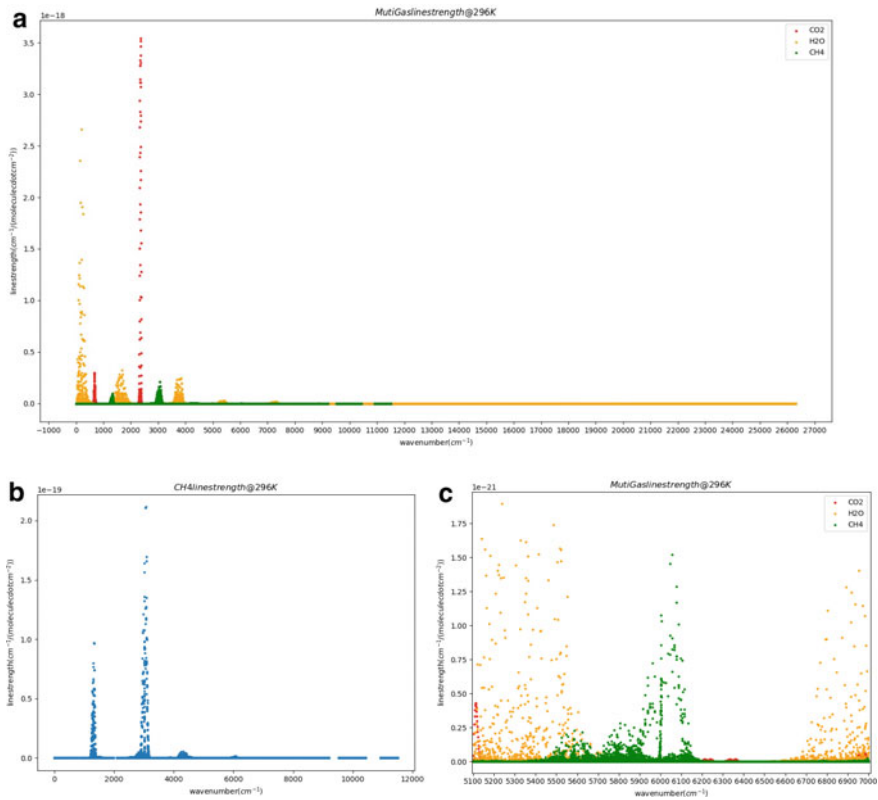 a
MutiGaslinestrength@296K
1e−18
CO2
H2O
CH4
3.5
3.0
2.5
2.0
1.5
1.0
0.5
0.0
linestrength(cm⁻¹/(moleculecdotcm⁻²))
−1000 0 1000 2000 3000 4000 5000 6000 7000 8000 9000 10000 11000 12000 13000 14000 15000 16000 17000 18000 19000 20000 21000 22000 23000 24000 25000 26000 27000
wavenumber(cm⁻¹)
b
CH4linestrength@296K
1e−19
2.0
1.5
1.0
0.5
0.0
linestrength(cm⁻¹/(moleculecdotcm⁻²))
0 2000 4000 6000 8000 10000 12000
wavenumber(cm⁻¹)
c
MutiGaslinestrength@296K
1e−21
CO2
H2O
CH4
1.75
1.50
1.25
1.00
0.75
0.50
0.25
0.00
linestrength(cm⁻¹/(moleculecdotcm⁻²))
5100 5200 5300 5400 5500 5600 5700 5800 5900 6000 6100 6200 6300 6400 6500 6600 6700 6800 6900 7000
wavenumber(cm⁻¹)